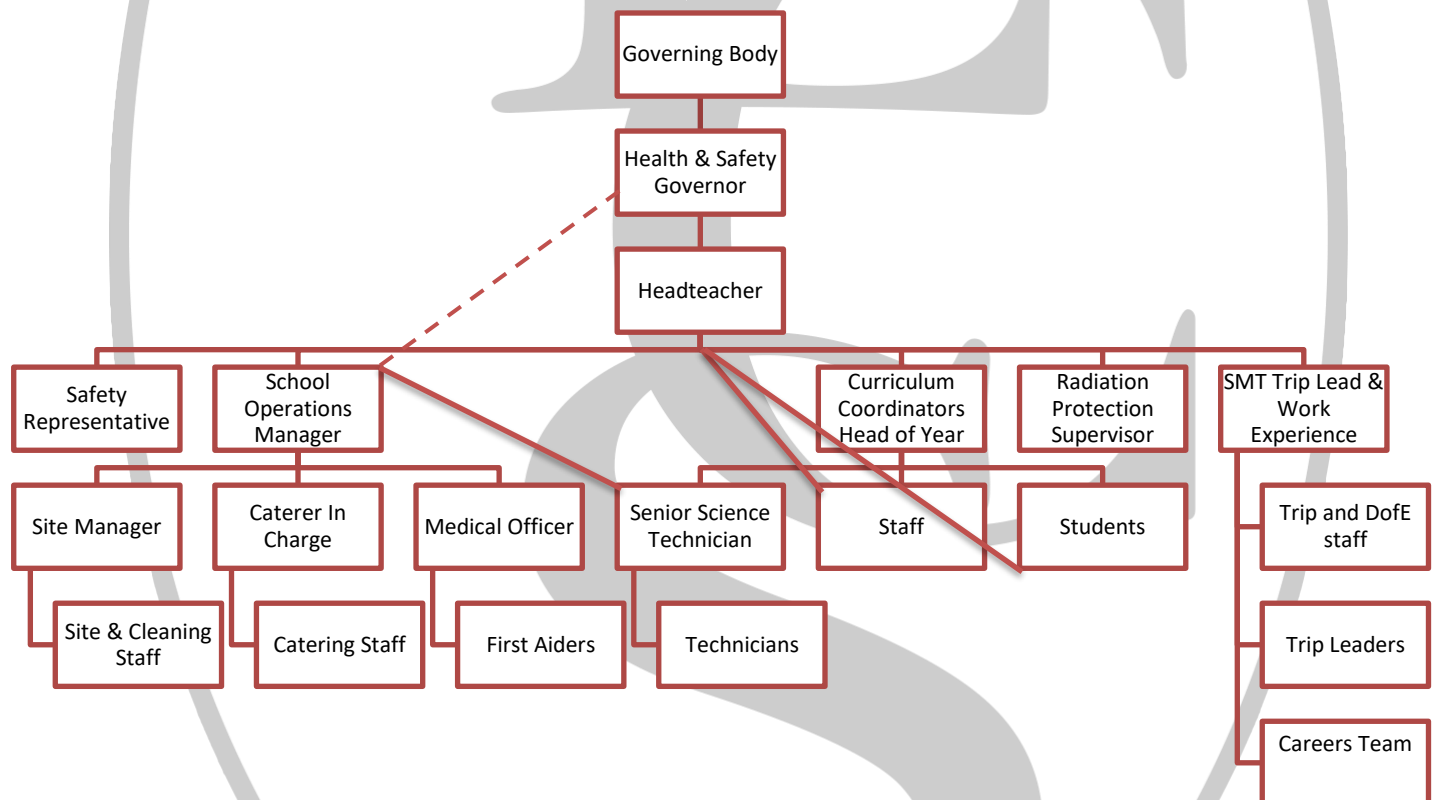 Governing Body
Health & Safety
Governor
Headteacher
Safety
Representative
School
Operations
Manager
Curriculum
Coordinators
Head of Year
Radiation
Protection
Supervisor
SMT Trip Lead &
Work
Experience
Site Manager
Caterer In
Charge
Medical Officer
Senior Science
Technician
Staff
Students
Trip and DofE
staff
Site & Cleaning
Staff
Catering Staff
First Aiders
Technicians
Trip Leaders
Careers Team